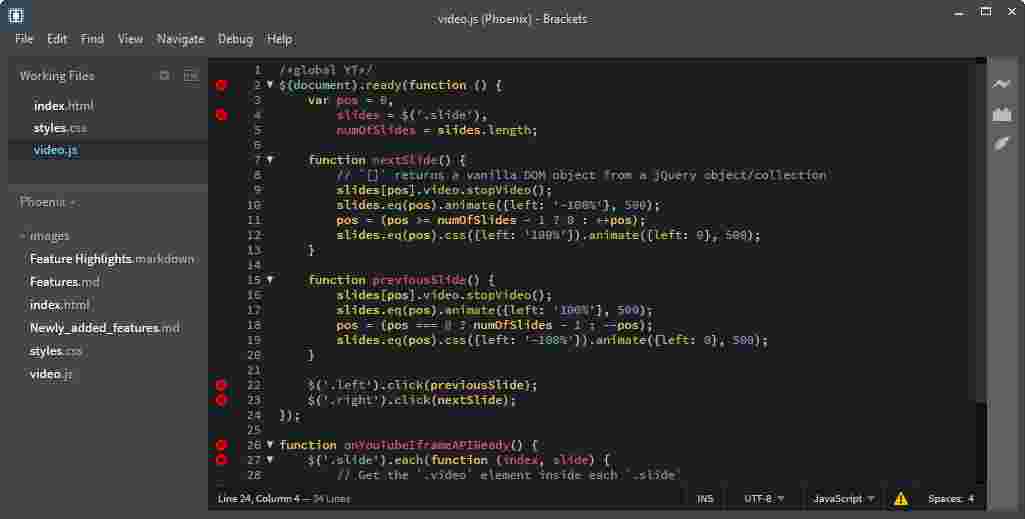 video.js (Phoenix) - Brackets
File Edit Find View Navigate Debug Help
Working Files
index.html
styles.css
video.js
Phoenix
images
Feature Highlights.markdown
Features.md
index.html
Newly_added_features.md
styles.css
video.js
1 /*global YT*/
2 $(document).ready(function () {
3 var pos = 0,
4 slides = $('.slide'),
5 numOfSlides = slides.length;
6
7 function nextSlide() {
8 // `[]` returns a vanilla DOM object from a jQuery object/collection
9 slides[pos].video.stopVideo();
10 slides.eq(pos).animate({left: '-100%'}, 500);
11 pos = (pos >= numOfSlides - 1 ? 0 : ++pos);
12 slides.eq(pos).css({left: '100%'}).animate({left: 0}, 500);
13 }
14
15 function previousSlide() {
16 slides[pos].video.stopVideo();
17 slides.eq(pos).animate({left: '100%'}, 500);
18 pos = (pos === 0 ? numOfSlides - 1 : --pos);
19 slides.eq(pos).css({left: '-100%'}).animate({left: 0}, 500);
20 }
21
22 $('.left').click(previousSlide);
23 $('.right').click(nextSlide);
24 });
25
26 function onYouTubeIframeAPIReady() {
27 $('.slide').each(function (index, slide) {
28 // Get the `.video` element inside each `.slide`
Line 24, Column 4 — 34 Lines INS UTF-8 JavaScript Spaces: 4